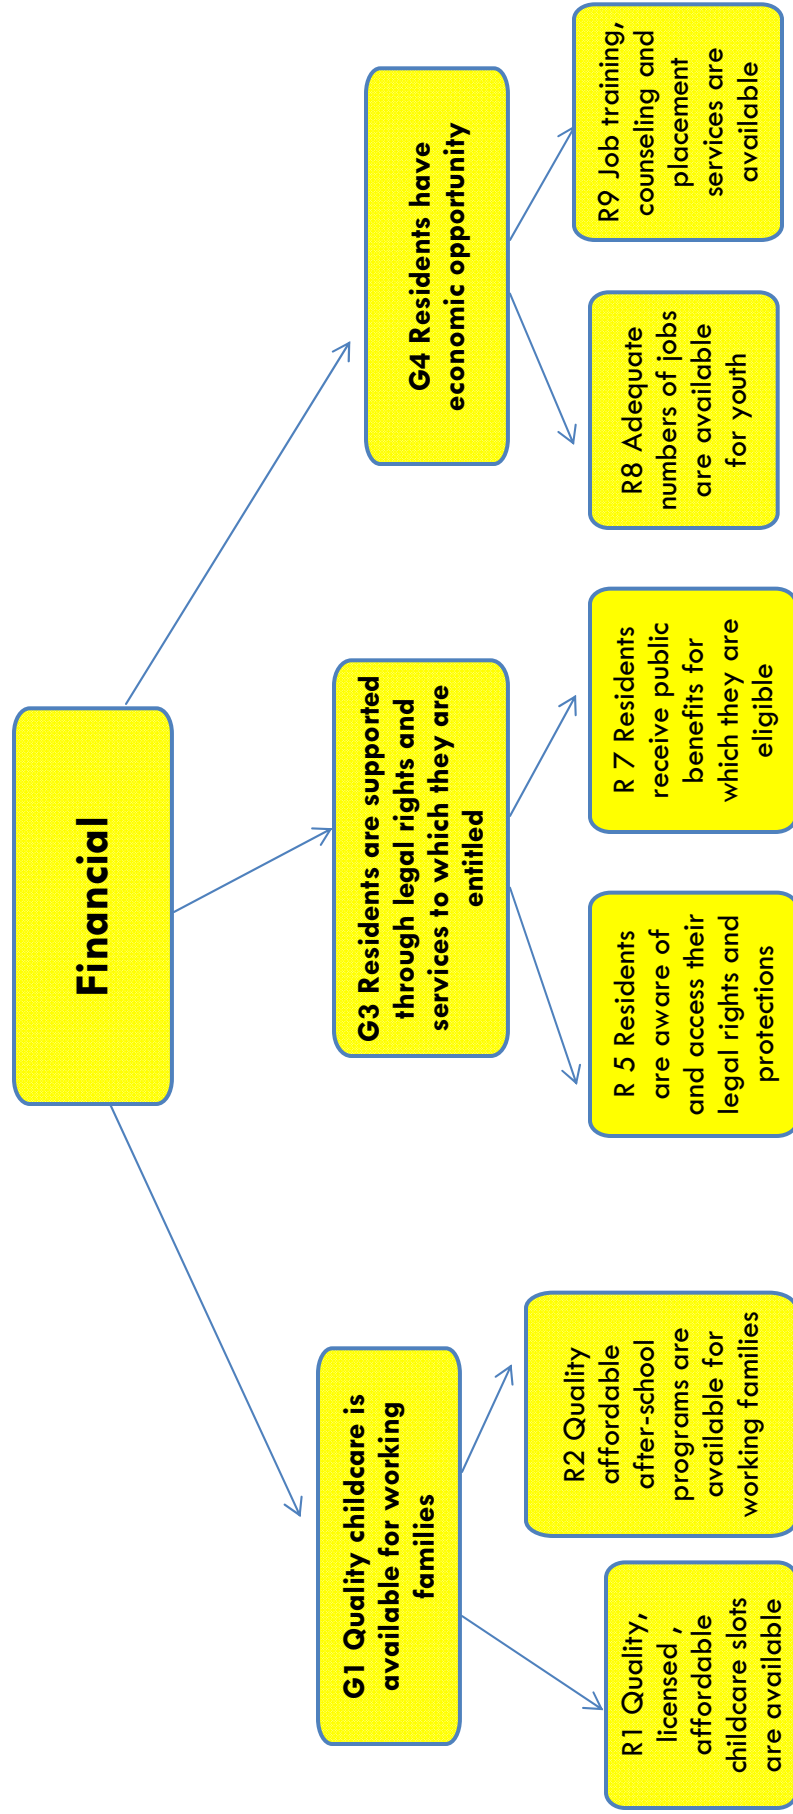 Financial
G1 Quality childcare is
available for working
families
G3 Residents are supported
through legal rights and
services to which they are
entitled
G4 Residents have
economic opportunity
R1 Quality,
licensed ,
affordable
childcare slots
are available
R2 Quality
affordable
after-school
programs are
available for
working families
R 5 Residents
are aware of
and access their
legal rights and
protections
R 7 Residents
receive public
benefits for
which they are
eligible
R8 Adequate
numbers of jobs
are available
for youth
R9 Job training,
counseling and
placement
services are
available